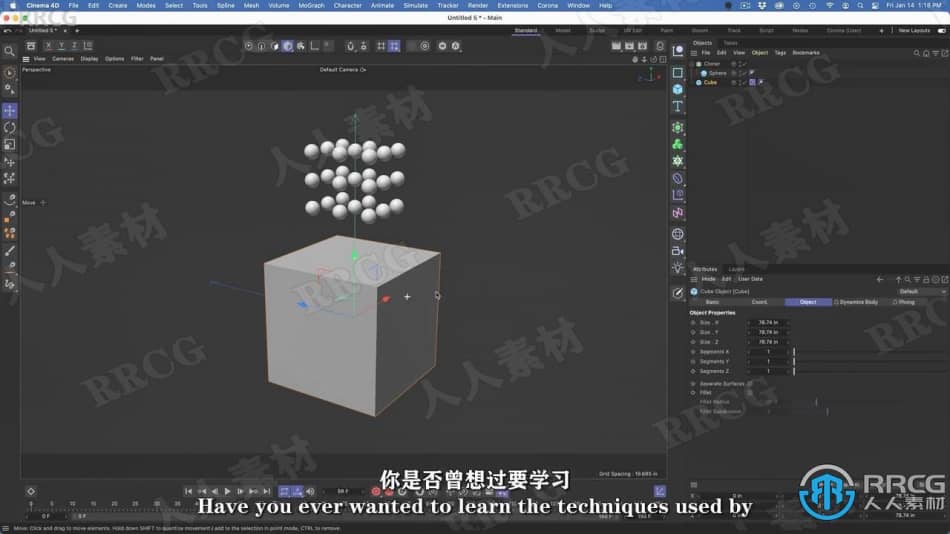 Cinema 4D File Edit Create Modes Select Tools Spline Mesh Volume MoGraph Character Animate Simulate Tracker Render Extensions Corona Window Help Fri Jan 14 1:18 PM
Untitled 5 * - Main
Untitled 5 *
Standard Model Sculpt UV Edit Paint Groom Track Script Nodes Corona (User) New Layouts
Objects Takes
File Edit View Object Tags Bookmarks
View Cameras Display Options Filter Panel
Perspective
Default Camera
Cloner
Sphere
Cube
Move
RRCG
人人素材
Attributes Layers
Mode Edit User Data
Cube Object [Cube]
Default
Basic Coord. Object Dynamics Body Phong
Object Properties
Size . X 78.74 in
Size . Y 78.74 in
Size . Z 78.74 in
Segments X 1
Segments Y 1
Segments Z 1
Separate Surfaces
Fillet
Fillet Radius
Fillet Subdivision
Grid Spacing : 19.685 in
你是否曾想过要学习
Have you ever wanted to learn the techniques used by
RRCG
人人素材
Move: Click and drag to move elements. Hold down SHIFT to quantize movement / add to the selection in point mode, CTRL to remove.